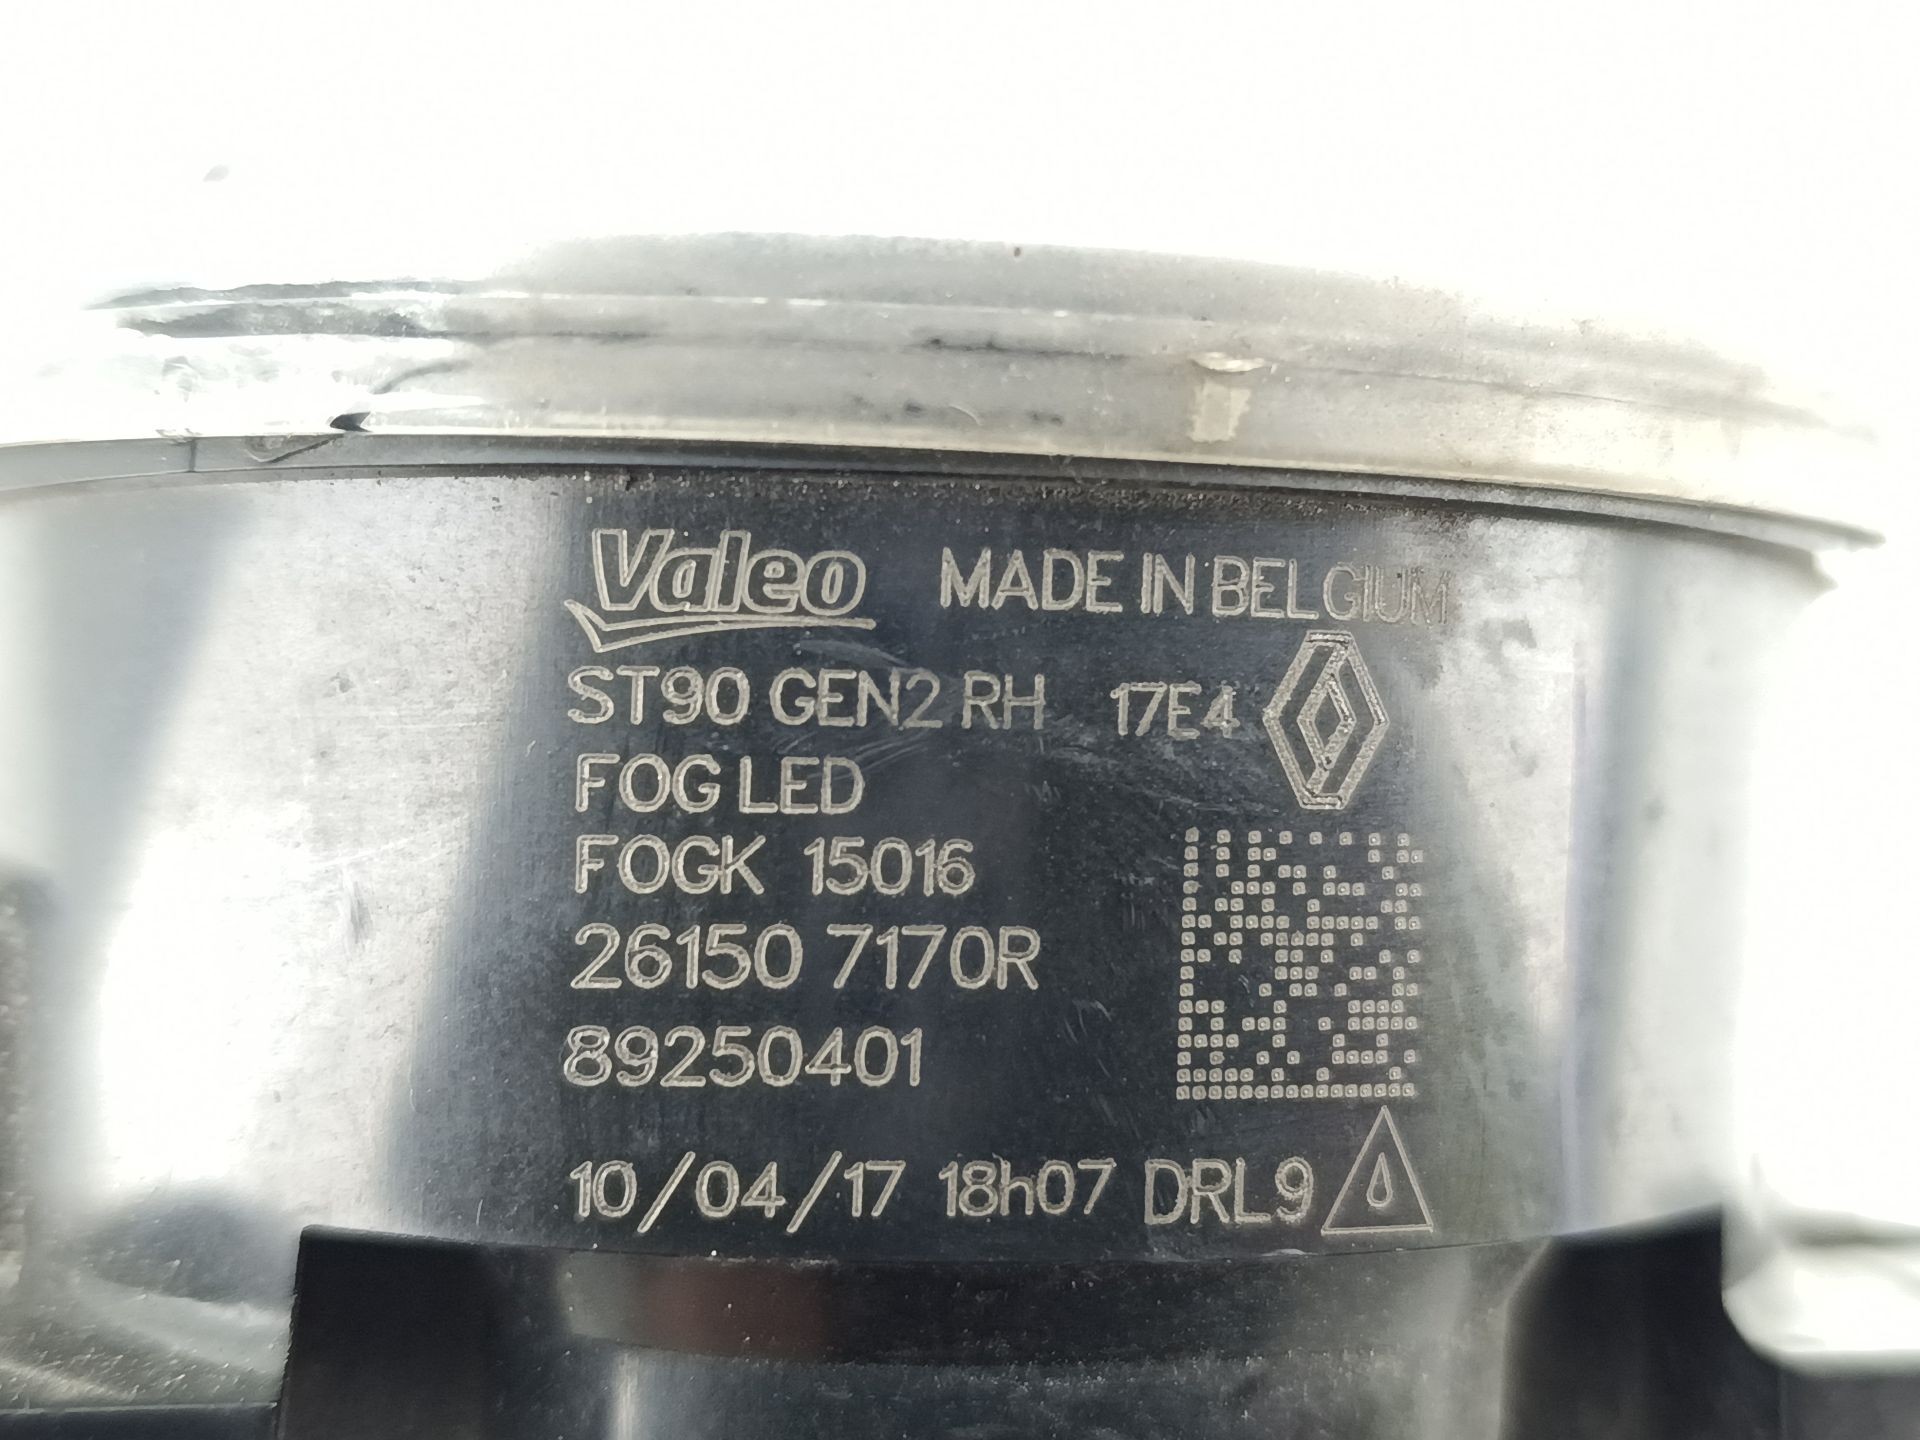 Valeo MADE IN BELGIUM
ST90 GEN2 RH 17E4
FOG LED
FOGK 15016
26150 7170R
89250401
10/04/17 18h07 DRL9